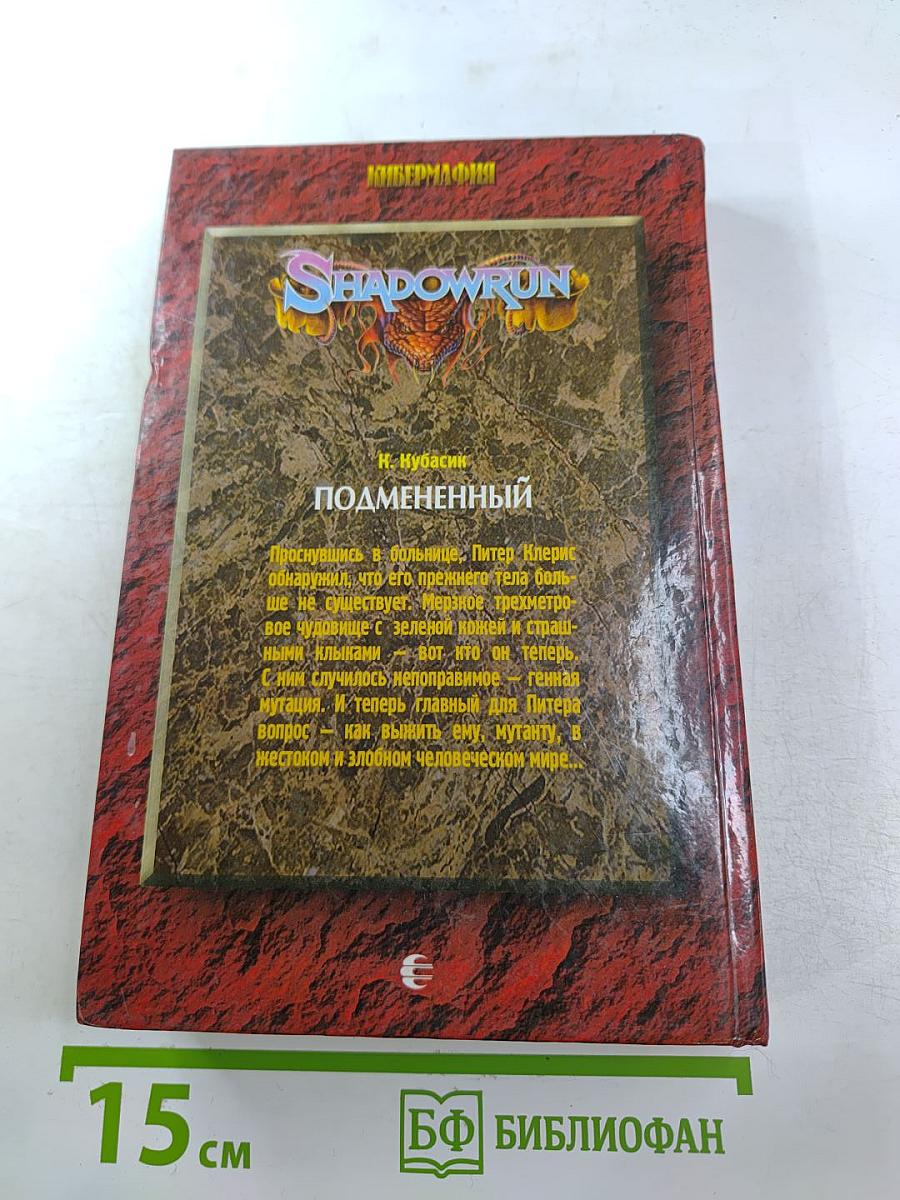 КИБЕРМАФИЯ
SHADOWRUN
К. Кубасик
ПОДМЕНЕННЫЙ
Проснувшись в больнице, Питер Клерис
обнаружил, что его прежнего тела боль-
ше не существует. Мерзкое трехметро-
вое чудовище с зеленой кожей и страш-
ными клыками — вот кто он теперь.
С ним случилось непоправимое — генная
мутация. И теперь главный для Питера
вопрос — как выжить ему, мутанту, в
жестоком и злобном человеческом мире...
15 см
БФ БИБЛИОФАН